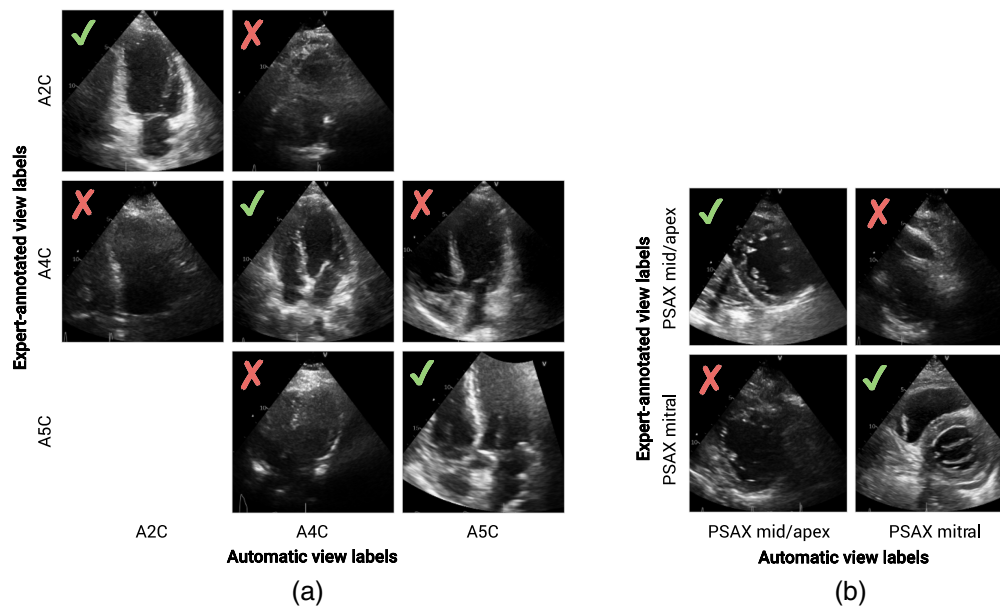 Expert-annotated view labels
A2C
A4C
A5C
A2C
A4C
A5C
Automatic view labels
(a)
Expert-annotated view labels
PSAX mid/apex
PSAX mitral
PSAX mid/apex
PSAX mitral
Automatic view labels
(b)